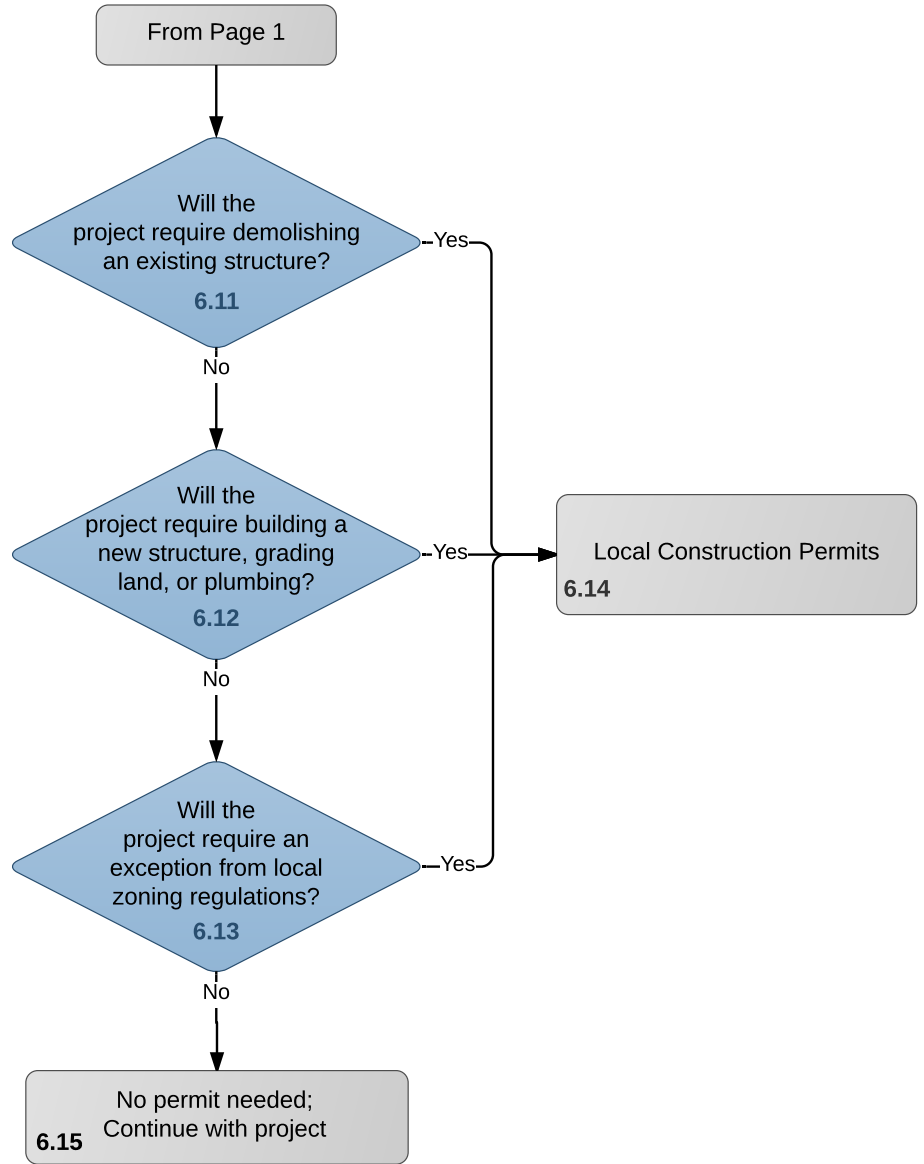 From Page 1
Will the
project require demolishing
an existing structure?
6.11
Yes
No
Will the
project require building a
new structure, grading
land, or plumbing?
6.12
Yes
Local Construction Permits
6.14
No
Will the
project require an
exception from local
zoning regulations?
6.13
Yes
No
No permit needed;
Continue with project
6.15